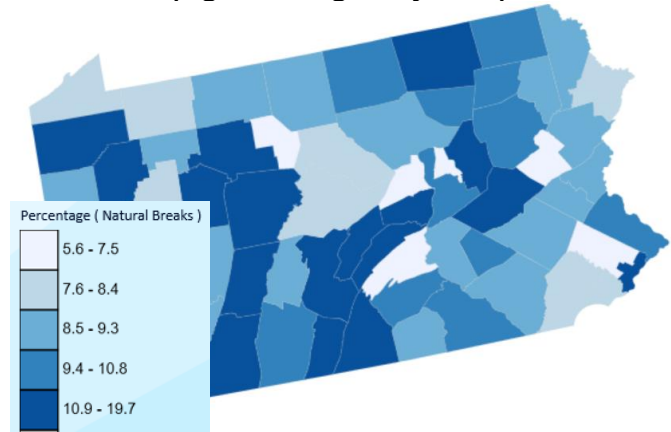 Percentage ( Natural Breaks )
5.6 - 7.5
7.6 - 8.4
8.5 - 9.3
9.4 - 10.8
10.9 - 19.7